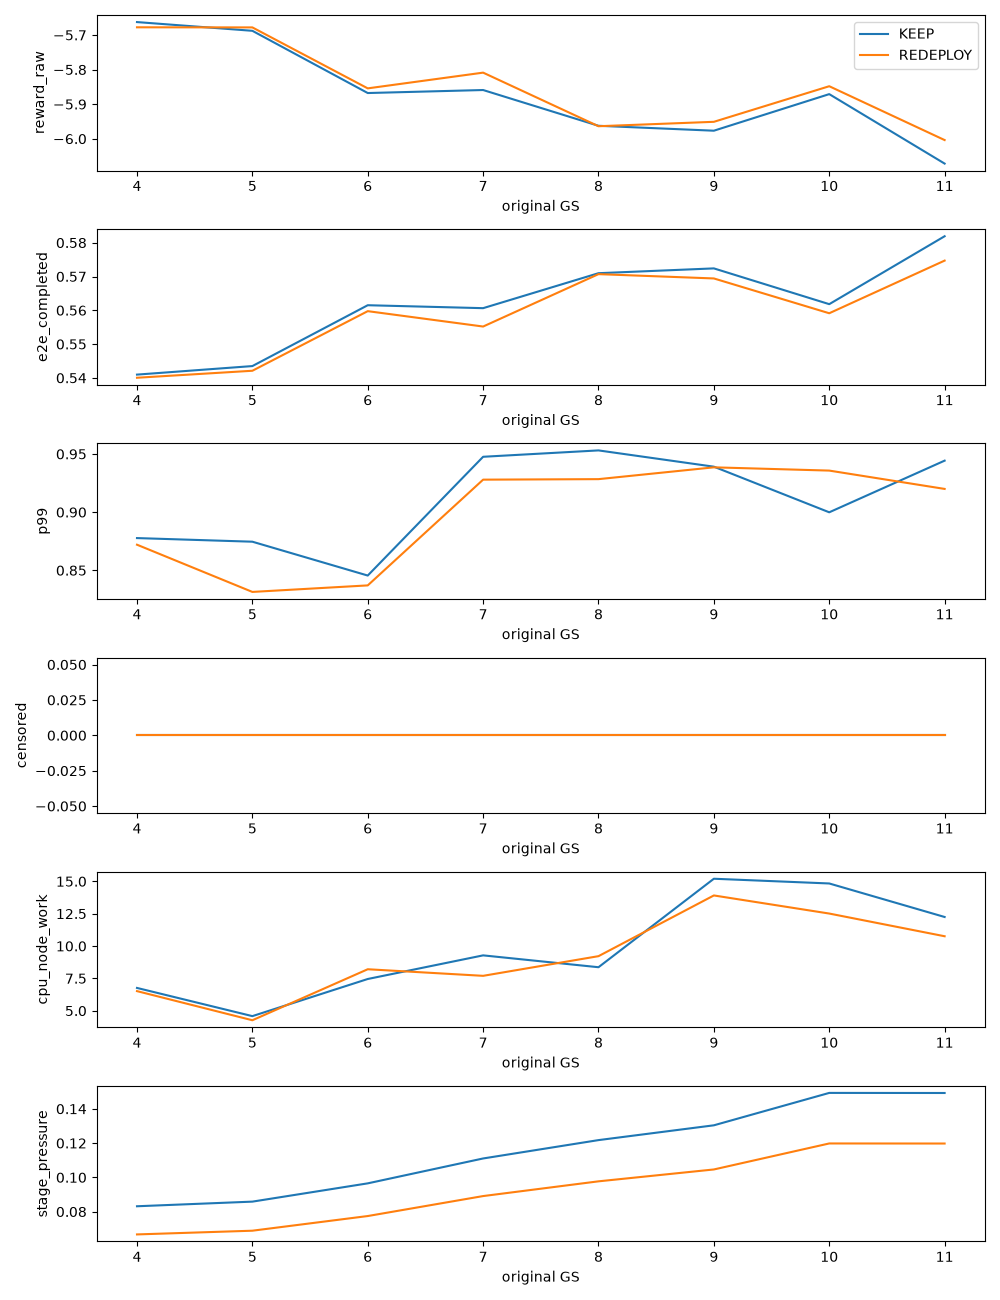 KEEP
REDEPLOY
reward_raw
−5.7
−5.8
−5.9
−6.0
4 5 6 7 8 9 10 11
original GS
e2e_completed
0.58
0.57
0.56
0.55
0.54
4 5 6 7 8 9 10 11
original GS
p99
0.95
0.90
0.85
4 5 6 7 8 9 10 11
original GS
censored
0.050
0.025
0.000
−0.025
−0.050
4 5 6 7 8 9 10 11
original GS
cpu_node_work
15.0
12.5
10.0
7.5
5.0
4 5 6 7 8 9 10 11
original GS
stage_pressure
0.14
0.12
0.10
0.08
4 5 6 7 8 9 10 11
original GS